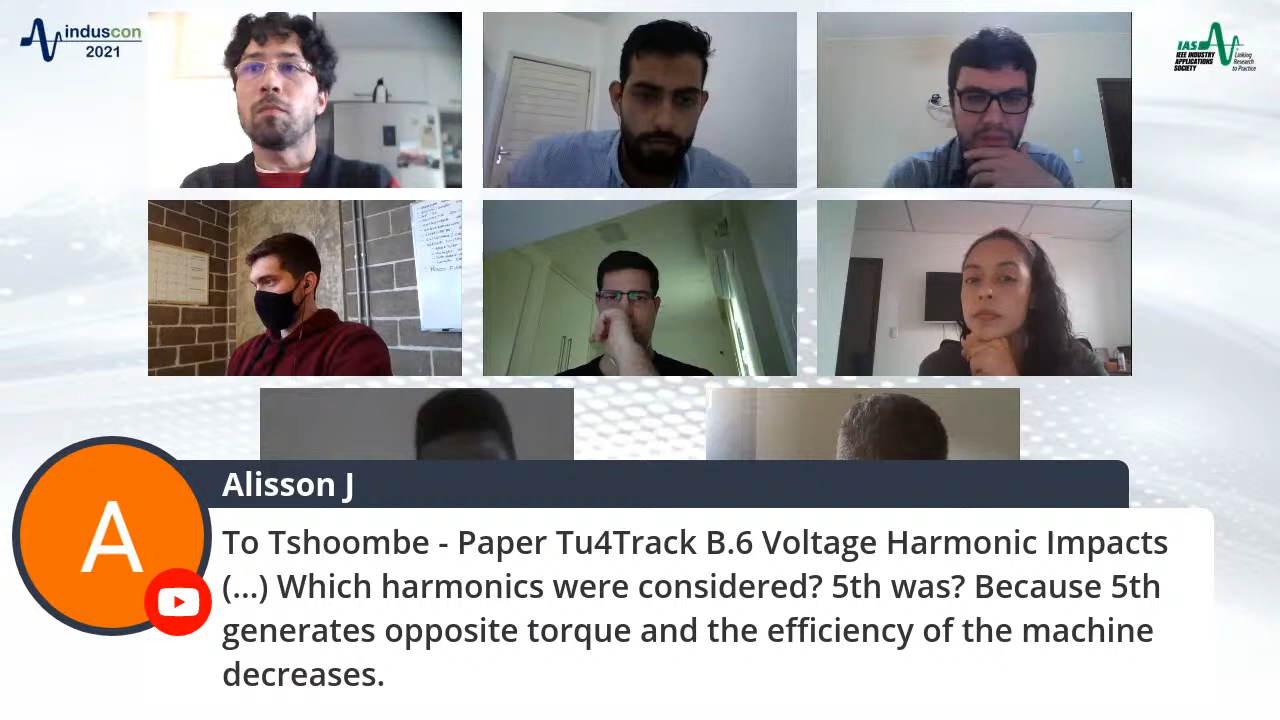 induscon
2021
IAS
IEEE INDUSTRY
APPLICATIONS
SOCIETY
Linking
Research
to Practice
A
Alisson J
To Tshoombe - Paper Tu4Track B.6 Voltage Harmonic Impacts
(...) Which harmonics were considered? 5th was? Because 5th
generates opposite torque and the efficiency of the machine
decreases.